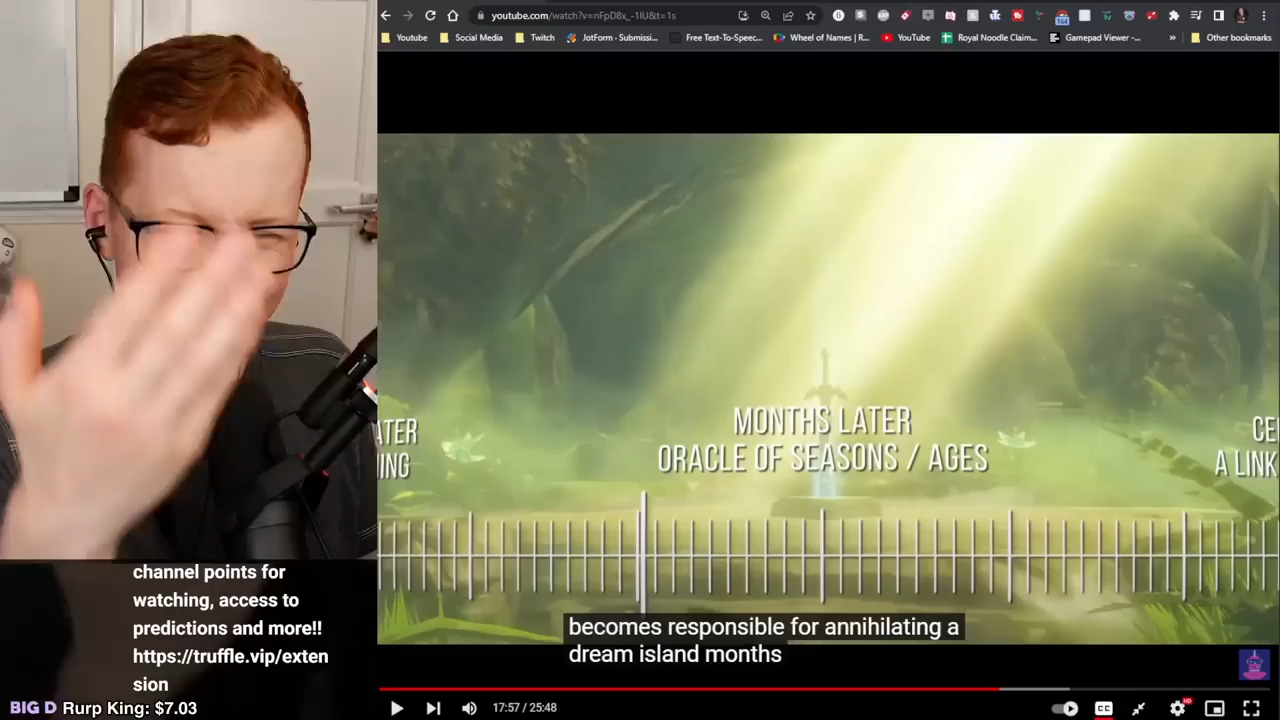 youtube.com/watch?v=nFpD8x_-1IU&t=1s
Youtube
Social Media
Twitch
JotForm - Submissi...
Free Text-To-Speec...
Wheel of Names | R...
YouTube
Royal Noodle Claim...
Gamepad Viewer -...
»
Other bookmarks
MONTHS LATER
ORACLE OF SEASONS / AGES
ATER
ING
CE
A LINK
becomes responsible for annihilating a
dream island months
channel points for
watching, access to
predictions and more!!
https://truffle.vip/exten
sion
BIG D Rurp King: $7.03
17:57 / 25:48
CC
HD